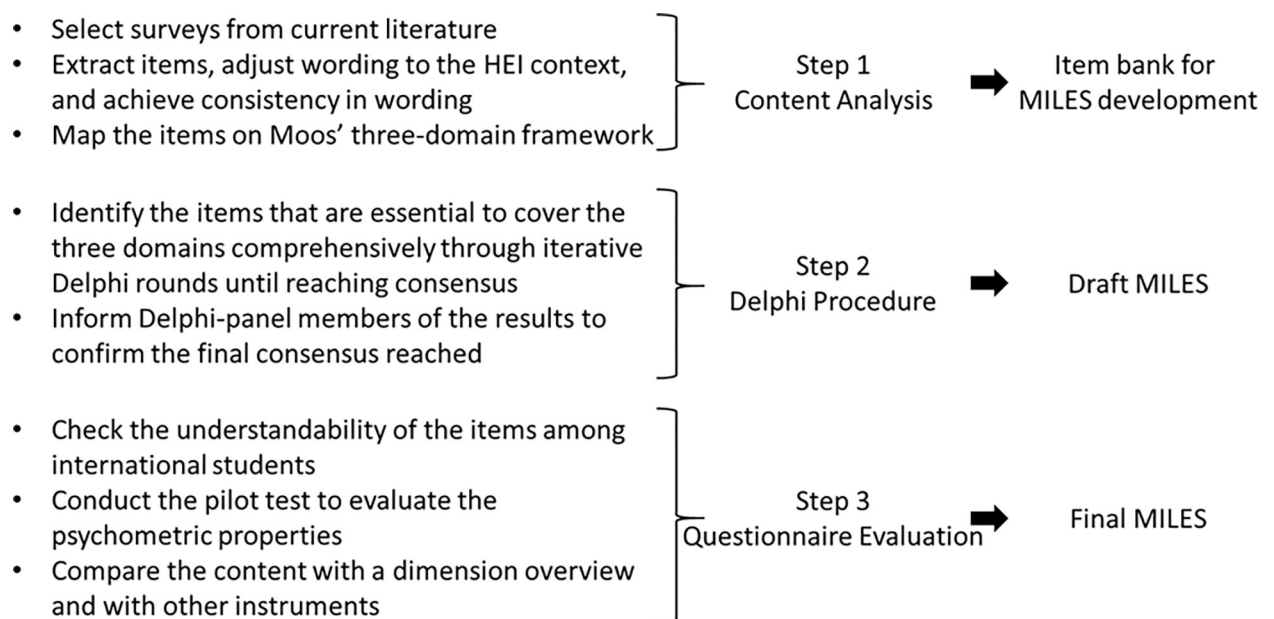 • Select surveys from current literature
• Extract items, adjust wording to the HEI context,
and achieve consistency in wording
• Map the items on Moos’ three-domain framework
Step 1
Content Analysis
Item bank for
MILES development
• Identify the items that are essential to cover the
three domains comprehensively through iterative
Delphi rounds until reaching consensus
• Inform Delphi-panel members of the results to
confirm the final consensus reached
Step 2
Delphi Procedure
Draft MILES
• Check the understandability of the items among
international students
• Conduct the pilot test to evaluate the
psychometric properties
• Compare the content with a dimension overview
and with other instruments
Step 3
Questionnaire Evaluation
Final MILES